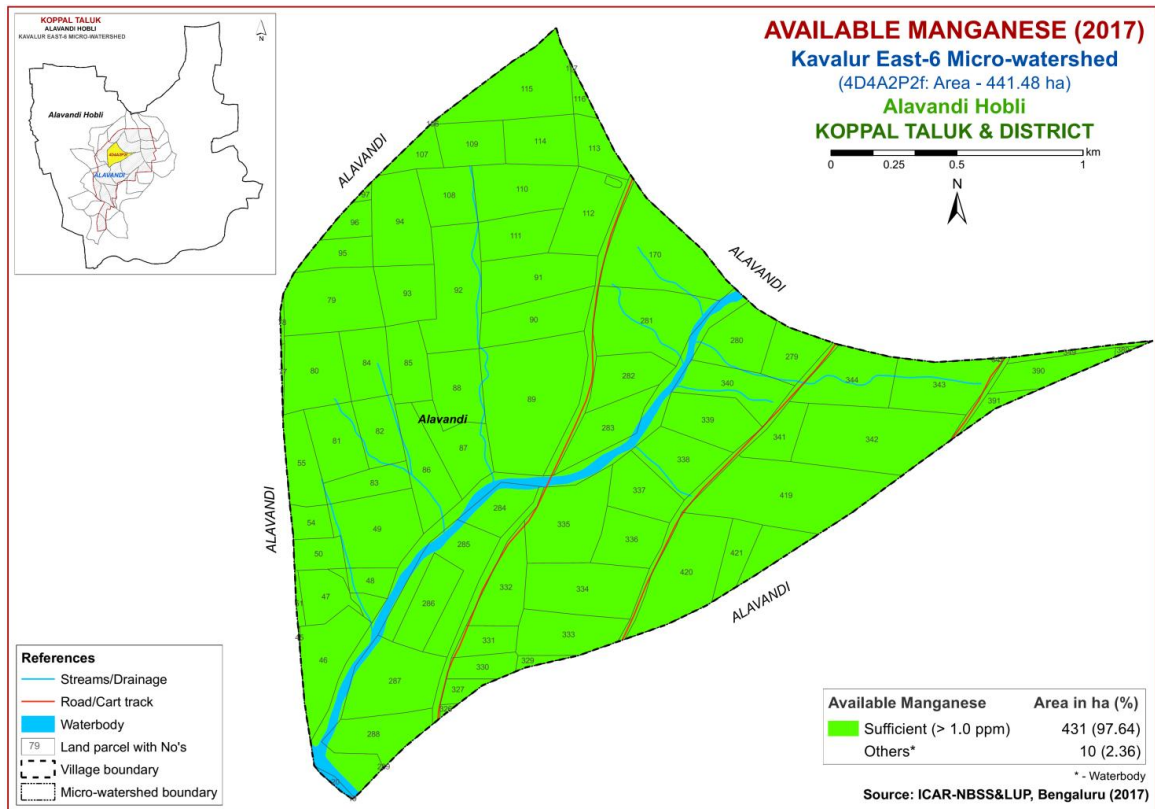 KOPPAL TALUK
ALAVANDI HOBLI
KAVALUR EAST-6 MICRO-WATERSHED
N
Alavandi Hobli
4D4A2P2f
ALAVANDI
AVAILABLE MANGANESE (2017)
Kavalur East-6 Micro-watershed
(4D4A2P2f: Area - 441.48 ha)
Alavandi Hobli
KOPPAL TALUK & DISTRICT
km
0 0.25 0.5 1
N
ALAVANDI
ALAVANDI
ALAVANDI
ALAVANDI
Alavandi
115
116
107 109 114 113
108 110
112
96 94
111
95
170
91
79 93 92
90
281
280
84 85
80
279
88
282
340
344 343
390
89
391
339
81 82
283
87
341
342
338
55
86
83
337
419
284
54
49
335
285
336
50
421
420
48
332
334
47
286
331
333
46
330
329
287
327
288
References
Streams/Drainage
Road/Cart track
Waterbody
79 Land parcel with No's
Village boundary
Micro-watershed boundary
Available Manganese Area in ha (%)
Sufficient (> 1.0 ppm) 431 (97.64)
Others* 10 (2.36)
* - Waterbody
Source: ICAR-NBSS&LUP, Bengaluru (2017)